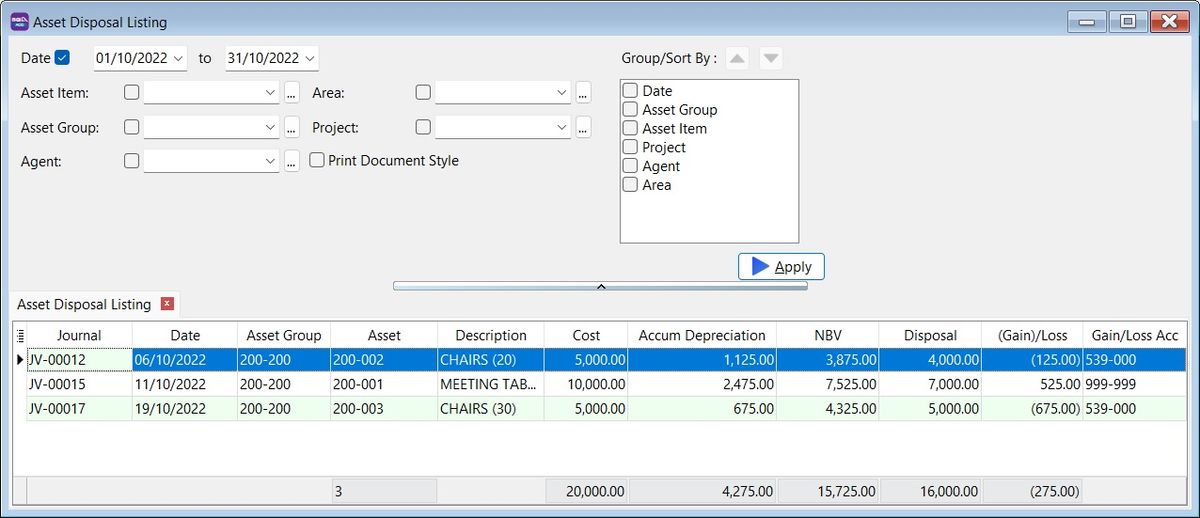 Asset Disposal Listing
Date 01/10/2022 to 31/10/2022 Group/Sort By :
Asset Item: ... Area: ...
Asset Group: ... Project: ...
Agent: ... Print Document Style
Date
Asset Group
Asset Item
Project
Agent
Area
Apply
Asset Disposal Listing
Journal Date Asset Group Asset Description Cost Accum Depreciation NBV Disposal (Gain)/Loss Gain/Loss Acc
JV-00012 06/10/2022 200-200 200-002 CHAIRS (20) 5,000.00 1,125.00 3,875.00 4,000.00 (125.00) 539-000
JV-00015 11/10/2022 200-200 200-001 MEETING TAB... 10,000.00 2,475.00 7,525.00 7,000.00 525.00 999-999
JV-00017 19/10/2022 200-200 200-003 CHAIRS (30) 5,000.00 675.00 4,325.00 5,000.00 (675.00) 539-000
3 20,000.00 4,275.00 15,725.00 16,000.00 (275.00)